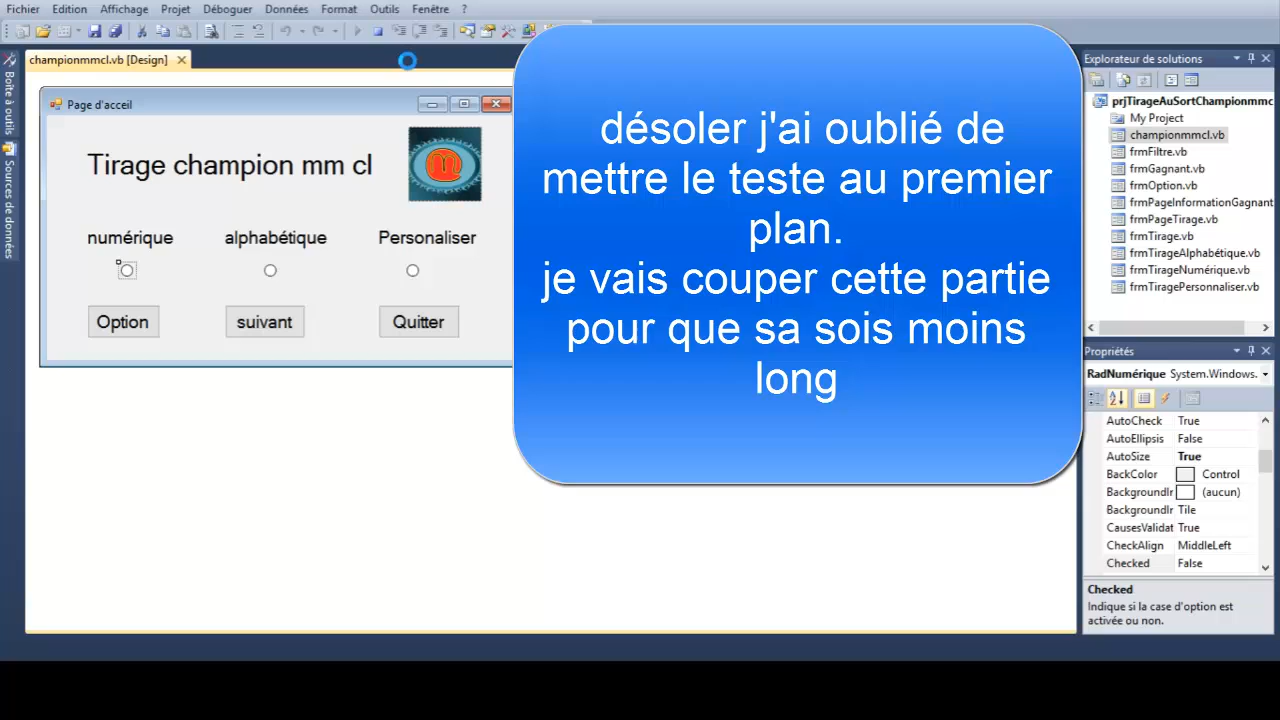 Fichier Edition Affichage Projet Déboguer Données Format Outils Fenêtre ?
championmmcl.vb [Design]
Page d'acceil
Tirage champion mm cl
numérique alphabétique Personaliser
Option suivant Quitter
désoler j'ai oublié de
mettre le teste au premier
plan.
je vais couper cette partie
pour que sa sois moins
long
Boîte à outils
Sources de données
Explorateur de solutions
prjTirageAuSortChampionmmc
My Project
championmmcl.vb
frmFiltre.vb
frmGagnant.vb
frmOption.vb
frmPageInformationGagnant
frmPageTirage.vb
frmTirage.vb
frmTirageAlphabétique.vb
frmTirageNumérique.vb
frmTiragePersonnaliser.vb
Propriétés
RadNumérique System.Windows.
AutoCheck True
AutoEllipsis False
AutoSize True
BackColor Control
BackgroundIr (aucun)
BackgroundIr Tile
CausesValidat True
CheckAlign MiddleLeft
Checked False
Checked
Indique si la case d'option est
activée ou non.